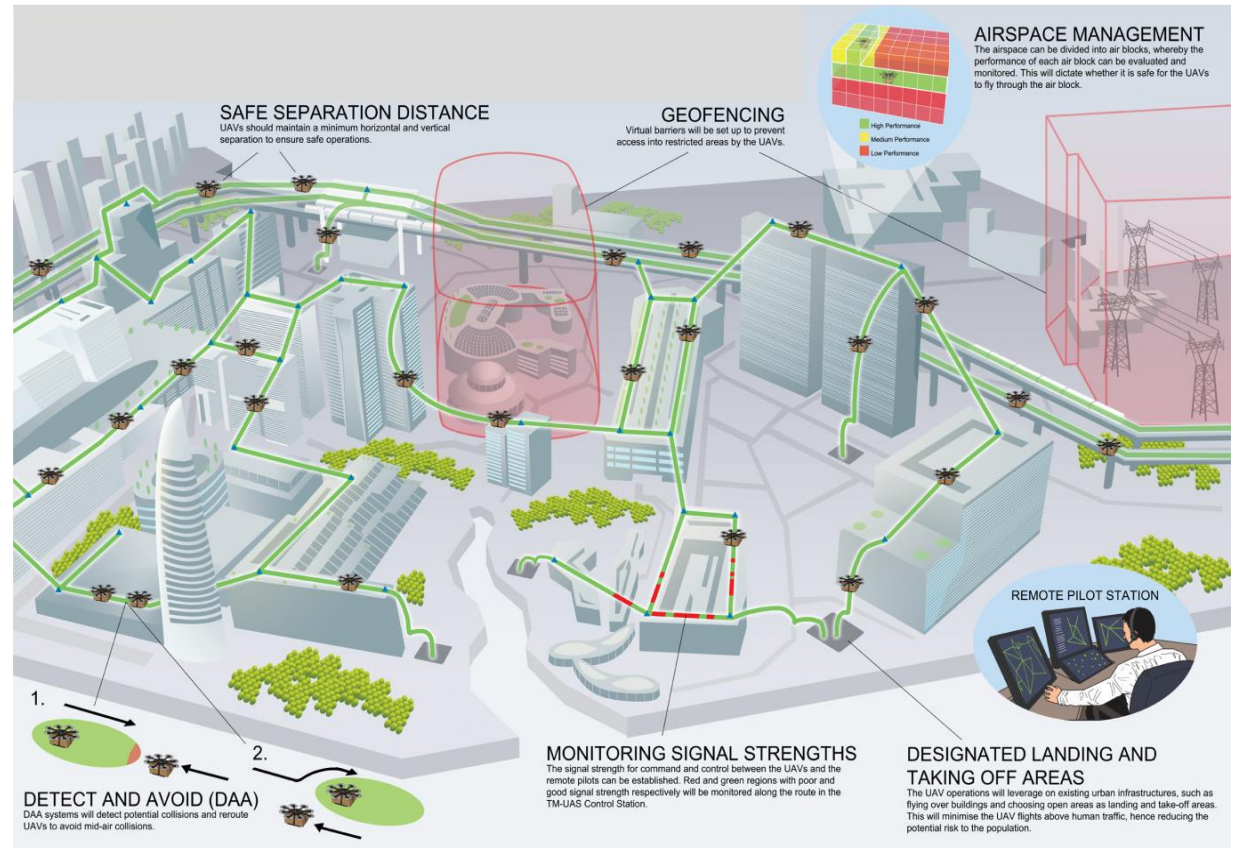 AIRSPACE MANAGEMENT
The airspace can be divided into air blocks, whereby the
performance of each air block can be evaluated and
monitored. This will dictate whether it is safe for the UAVs
to fly through the air block.
High Performance
Medium Performance
Low Performance
SAFE SEPARATION DISTANCE
UAVs should maintain a minimum horizontal and vertical
separation to ensure safe operations.
GEOFENCING
Virtual barriers will be set up to prevent
access into restricted areas by the UAVs.
REMOTE PILOT STATION
1.
2.
DETECT AND AVOID (DAA)
DAA systems will detect potential collisions and reroute
UAVs to avoid mid-air collisions.
MONITORING SIGNAL STRENGTHS
The signal strength for command and control between the UAVs and the
remote pilots can be established. Red and green regions with poor and
good signal strength respectively will be monitored along the route in the
TM-UAS Control Station.
DESIGNATED LANDING AND
TAKING OFF AREAS
The UAV operations will leverage on existing urban infrastructures, such as
flying over buildings and choosing open areas as landing and take-off areas.
This will minimise the UAV flights above human traffic, hence reducing the
potential risk to the population.